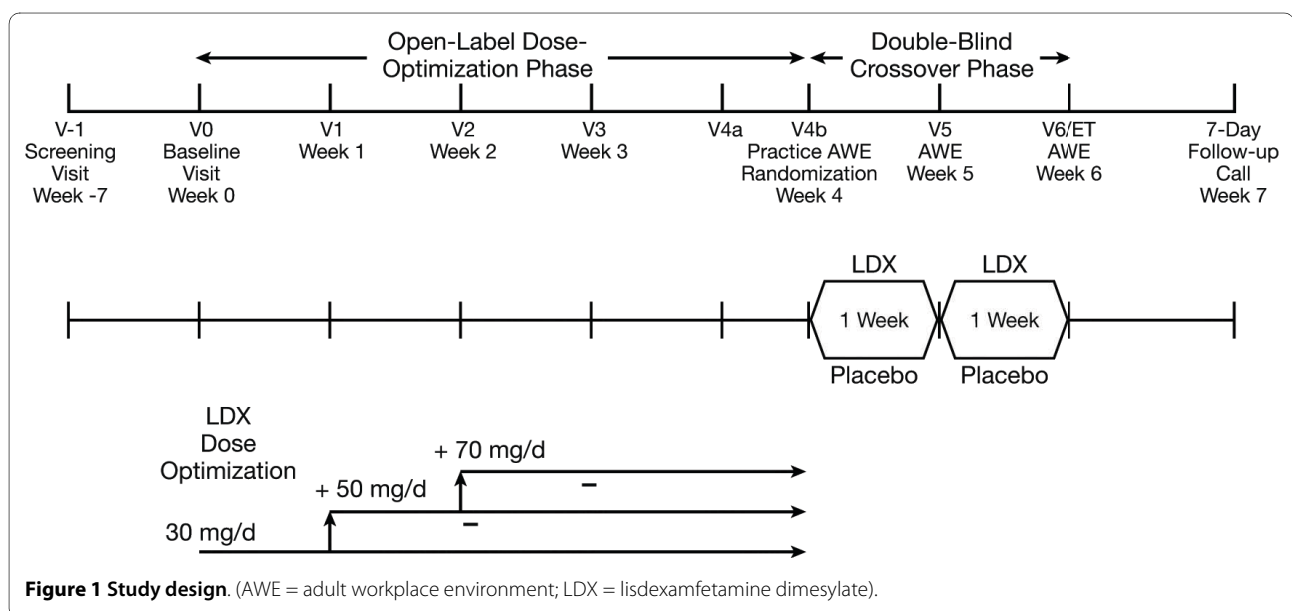 Open-Label Dose-
Optimization Phase
Double-Blind
Crossover Phase
V-1
Screening
Visit
Week -7
V0
Baseline
Visit
Week 0
V1
Week 1
V2
Week 2
V3
Week 3
V4a
V4b
Practice AWE
Randomization
Week 4
V5
AWE
Week 5
V6/ET
AWE
Week 6
7-Day
Follow-up
Call
Week 7
LDX
1 Week
Placebo
LDX
1 Week
Placebo
LDX
Dose
Optimization
+ 70 mg/d
–
+ 50 mg/d
–
30 mg/d
Figure 1 Study design. (AWE = adult workplace environment; LDX = lisdexamfetamine dimesylate).